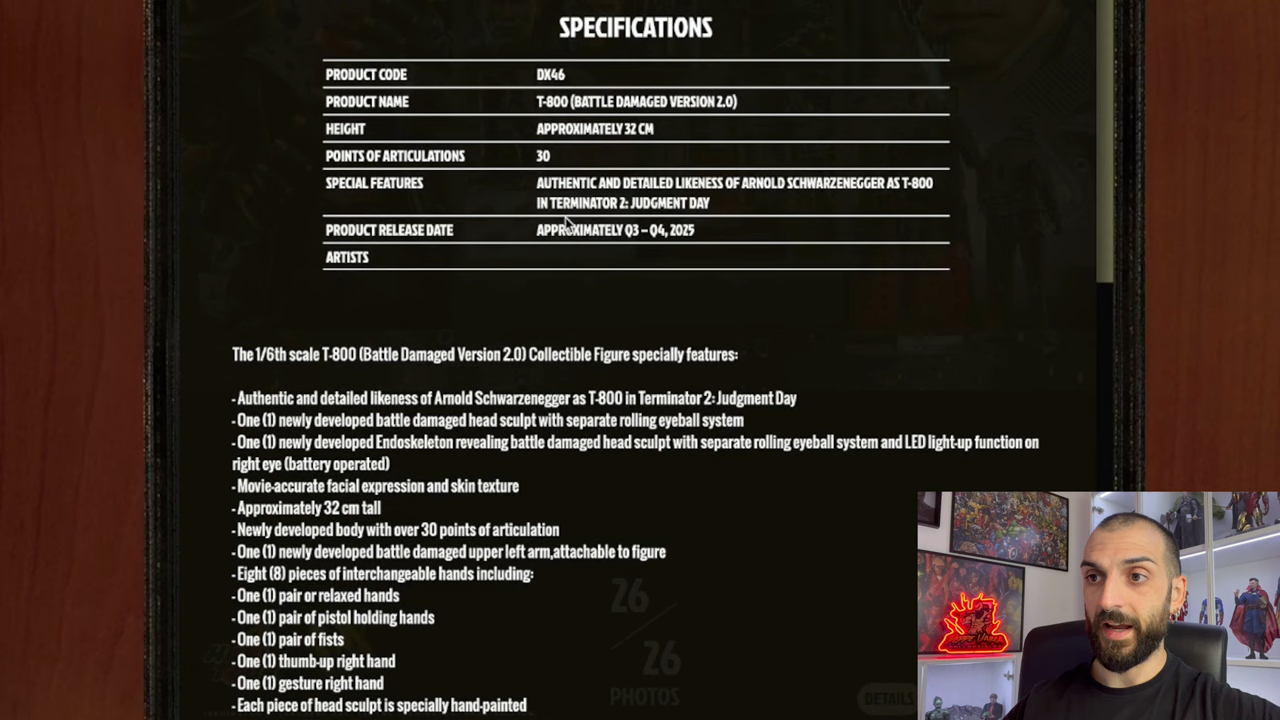 SPECIFICATIONS
PRODUCT CODE DX46
PRODUCT NAME T-800 (BATTLE DAMAGED VERSION 2.0)
HEIGHT APPROXIMATELY 32 CM
POINTS OF ARTICULATIONS 30
SPECIAL FEATURES AUTHENTIC AND DETAILED LIKENESS OF ARNOLD SCHWARZENEGGER AS T-800
IN TERMINATOR 2: JUDGMENT DAY
PRODUCT RELEASE DATE APPROXIMATELY Q3 – Q4, 2025
ARTISTS
The 1/6th scale T-800 (Battle Damaged Version 2.0) Collectible Figure specially features:
- Authentic and detailed likeness of Arnold Schwarzenegger as T-800 in Terminator 2: Judgment Day
- One (1) newly developed battle damaged head sculpt with separate rolling eyeball system
- One (1) newly developed Endoskeleton revealing battle damaged head sculpt with separate rolling eyeball system and LED light-up function on
right eye (battery operated)
- Movie-accurate facial expression and skin texture
- Approximately 32 cm tall
- Newly developed body with over 30 points of articulation
- One (1) newly developed battle damaged upper left arm,attachable to figure
- Eight (8) pieces of interchangeable hands including:
- One (1) pair or relaxed hands
- One (1) pair of pistol holding hands
- One (1) pair of fists
- One (1) thumb-up right hand
- One (1) gesture right hand
- Each piece of head sculpt is specially hand-painted
26
26
PHOTOS
DETAILS